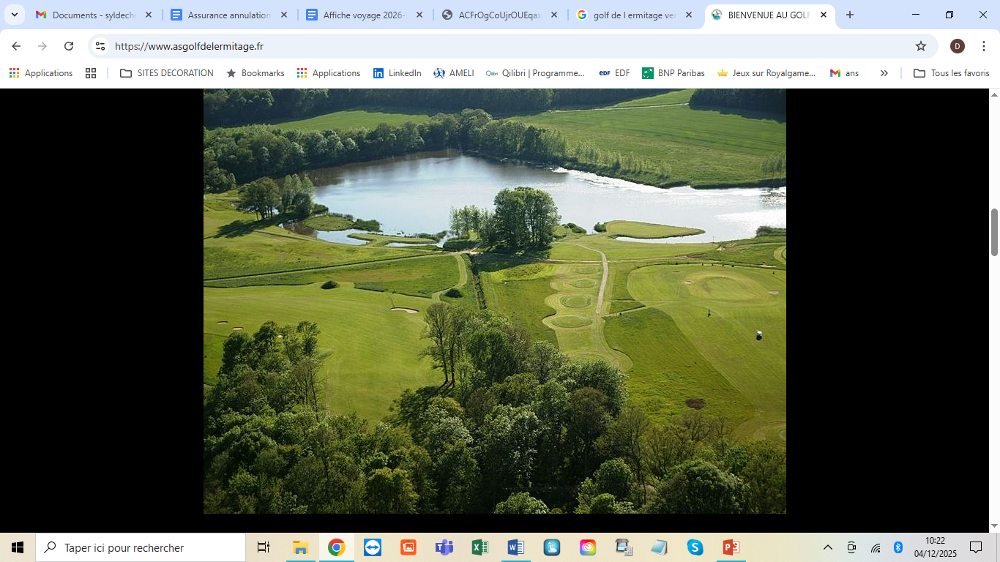 Documents - syldech
Assurance annulation
Affiche voyage 2026-
ACFrOgCoUjrOUEqax
golf de l ermitage ver
BIENVENUE AU GOLF
https://www.asgolfdelermitage.fr
D
Applications
SITES DECORATION
Bookmarks
Applications
LinkedIn
AMELI
Qilibri | Programme...
EDF
BNP Paribas
Jeux sur Royalgame...
ans
Tous les favoris
Taper ici pour rechercher
10:22
04/12/2025